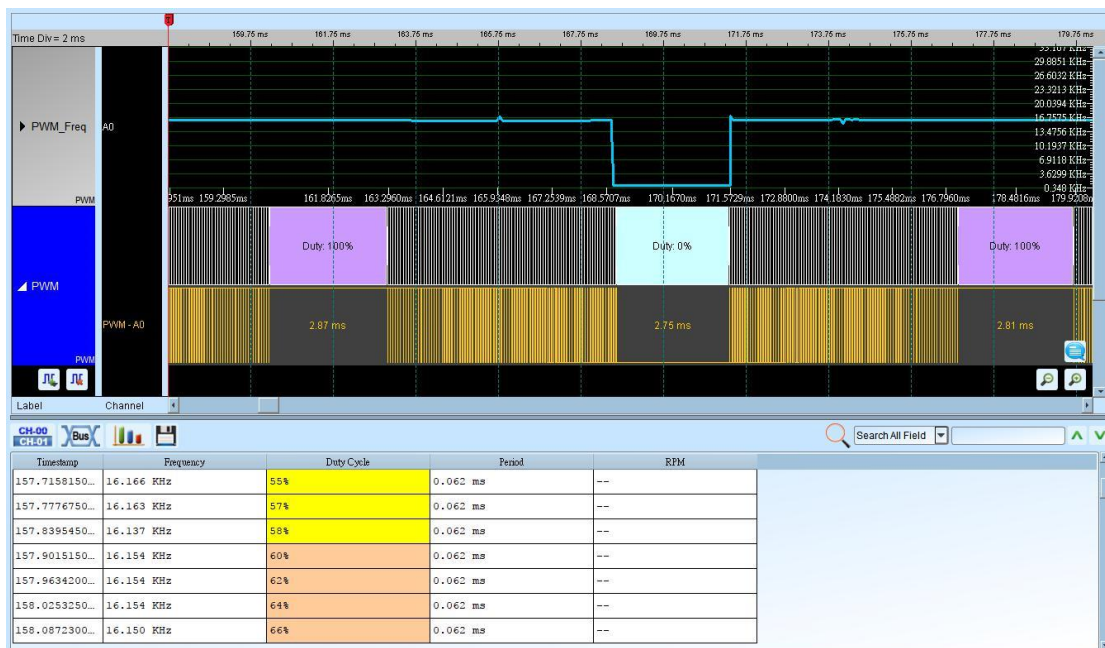 Time Div= 2 ms
159.75 ms 161.75 ms 163.75 ms 165.75 ms 167.75 ms 169.75 ms 171.75 ms 173.75 ms 175.75 ms 177.75 ms 179.75 ms
33.167 KHz
29.8851 KHz
26.6032 KHz
23.3213 KHz
20.0394 KHz
16.7575 KHz
13.4756 KHz
10.1937 KHz
6.9118 KHz
3.6299 KHz
0.348 KHz
PWM_Freq A0
PWM
951ms 159.2985ms 161.8265ms 163.2960ms 164.6121ms 165.9348ms 167.2539ms 168.5707ms 170.1670ms 171.5729ms 172.8800ms 174.1830ms 175.4882ms 176.7960ms 178.4816ms 179.9208m
Duty: 100% Duty: 0% Duty: 100%
PWM
PWM - A0 2.87 ms 2.75 ms 2.81 ms
PWM
Label Channel
CH-00
CH-01
Bus
Search All Field
Timestamp Frequency Duty Cycle Period RPM
157.7158150... 16.166 KHz 55% 0.062 ms --
157.7776750... 16.163 KHz 57% 0.062 ms --
157.8395450... 16.137 KHz 58% 0.062 ms --
157.9015150... 16.154 KHz 60% 0.062 ms --
157.9634200... 16.154 KHz 62% 0.062 ms --
158.0253250... 16.154 KHz 64% 0.062 ms --
158.0872300... 16.150 KHz 66% 0.062 ms --